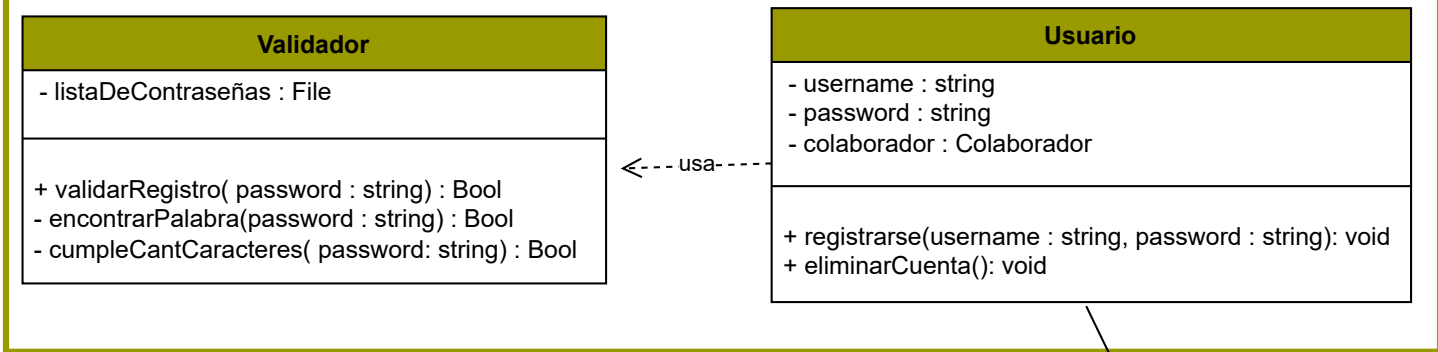 Validador
- listaDeContraseñas : File
+ validarRegistro( password : string) : Bool
- encontrarPalabra(password : string) : Bool
- cumpleCantCaracteres( password: string) : Bool
usa
Usuario
- username : string
- password : string
- colaborador : Colaborador
+ registrarse(username : string, password : string): void
+ eliminarCuenta(): void